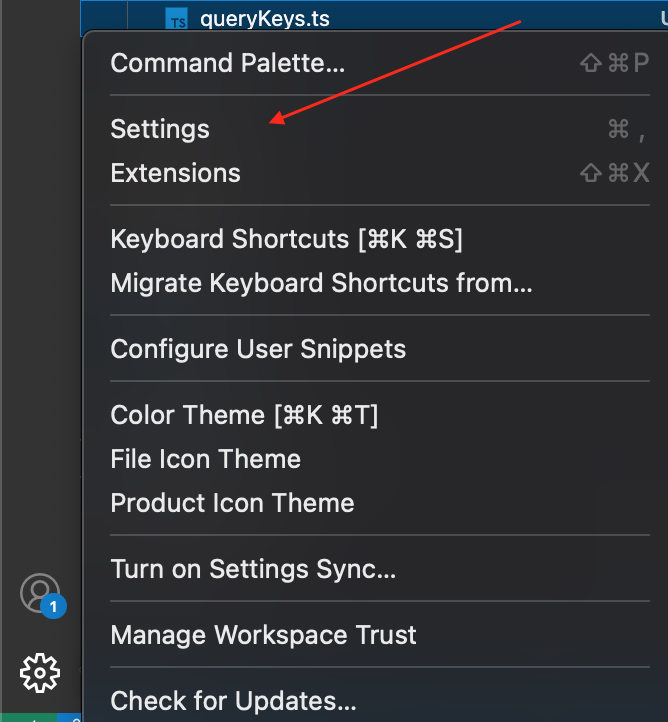 TS queryKeys.ts
Command Palette... ⇧⌘P
Settings ⌘,
Extensions ⇧⌘X
Keyboard Shortcuts [⌘K ⌘S]
Migrate Keyboard Shortcuts from...
Configure User Snippets
Color Theme [⌘K ⌘T]
File Icon Theme
Product Icon Theme
Turn on Settings Sync...
1
Manage Workspace Trust
Check for Updates...